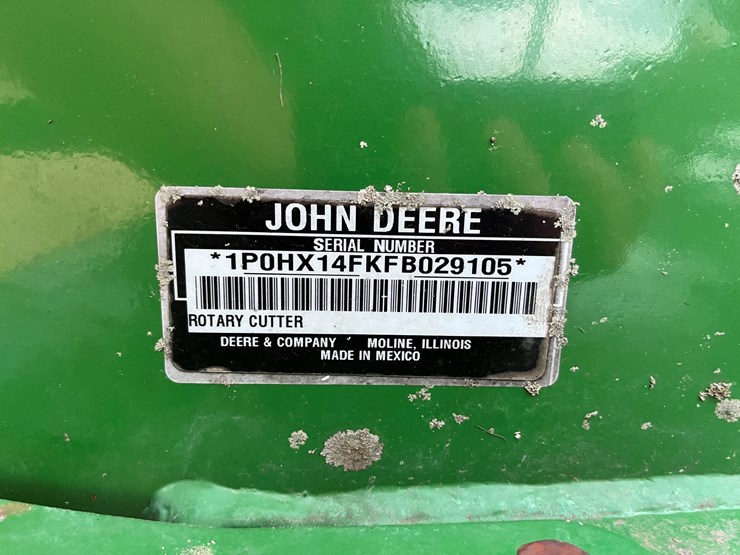 JOHN DEERE
SERIAL NUMBER
*1P0HX14FKFB029105*
ROTARY CUTTER
DEERE & COMPANY MOLINE, ILLINOIS
MADE IN MEXICO